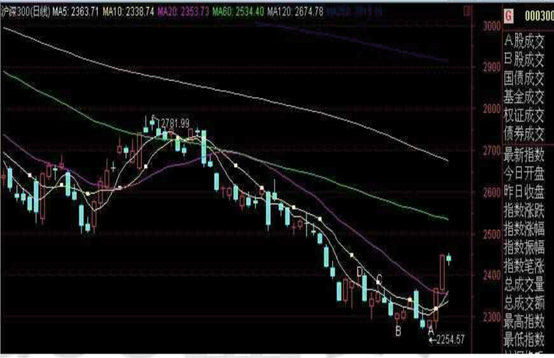 沪深300(日线) MA5: 2363.71 MA10: 2338.74 MA20: 2353.73 MA60: 2534.40 MA120: 2674.78
G 000300
3000
2900
2800
2700
2600
2500
2400
2300
2781.99
D
C
B
A
←2254.57
A股成交
B股成交
国债成交
基金成交
权证成交
债券成交
最新指数
今日开盘
昨日收盘
指数涨跌
指数涨幅
指数振幅
指数笔涨
总成交量
总成交额
最高指数
最低指数